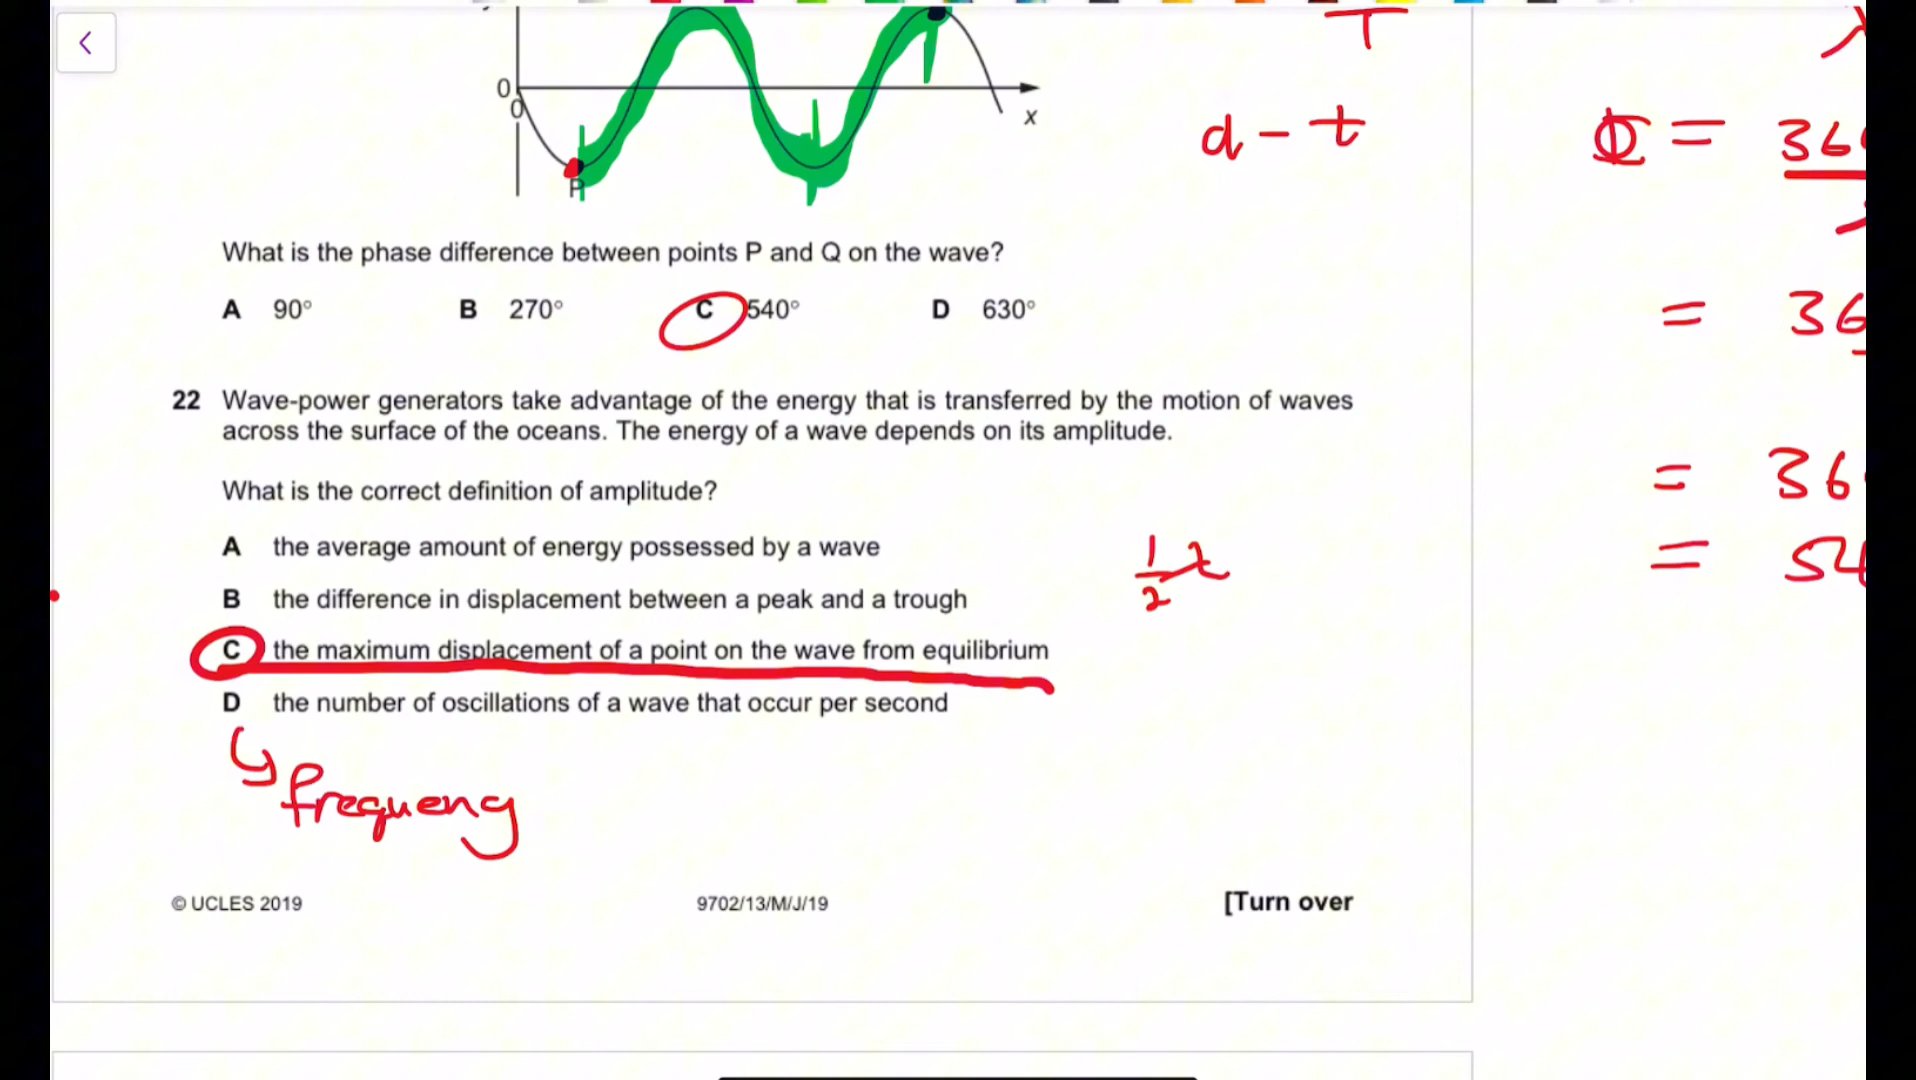 T
λ
0
0
x
P
d - t
Φ = 36
What is the phase difference between points P and Q on the wave?
A 90° B 270° C 540° D 630°
= 36
22 Wave-power generators take advantage of the energy that is transferred by the motion of waves
across the surface of the oceans. The energy of a wave depends on its amplitude.
= 36
What is the correct definition of amplitude?
A the average amount of energy possessed by a wave
1/2 λ
= 54
B the difference in displacement between a peak and a trough
C the maximum displacement of a point on the wave from equilibrium
D the number of oscillations of a wave that occur per second
frequency
© UCLES 2019 9702/13/M/J/19 [Turn over